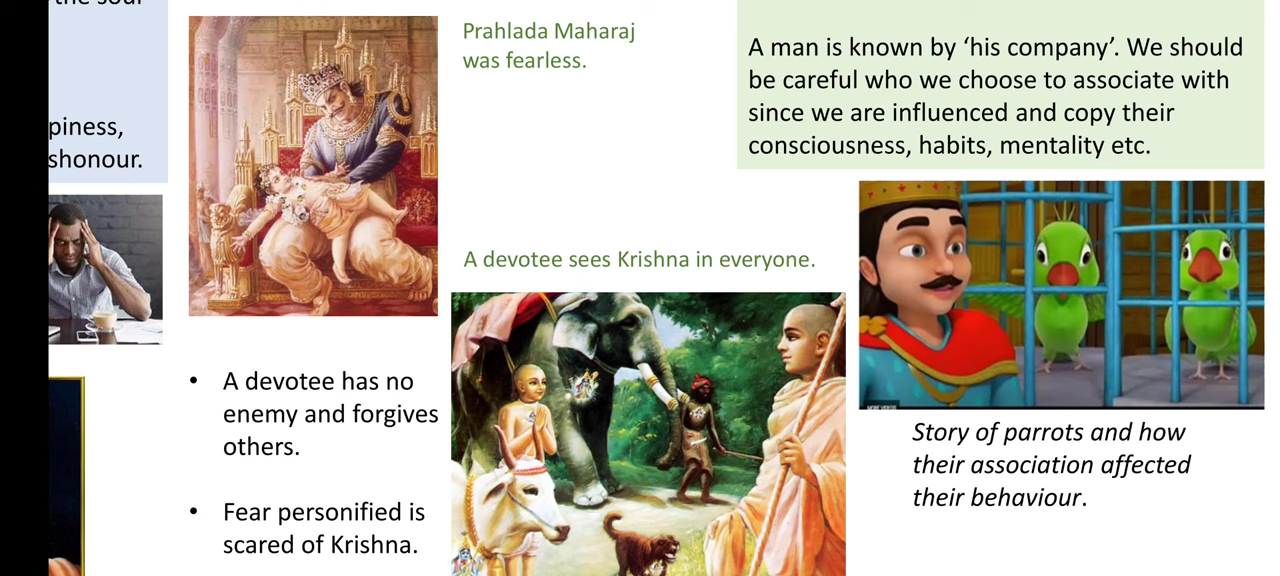 the soul
piness,
shonour.
Prahlada Maharaj
was fearless.
A devotee sees Krishna in everyone.
A man is known by ‘his company’. We should
be careful who we choose to associate with
since we are influenced and copy their
consciousness, habits, mentality etc.
MORE VIDEOS
Story of parrots and how
their association affected
their behaviour.
• A devotee has no
enemy and forgives
others.
• Fear personified is
scared of Krishna.